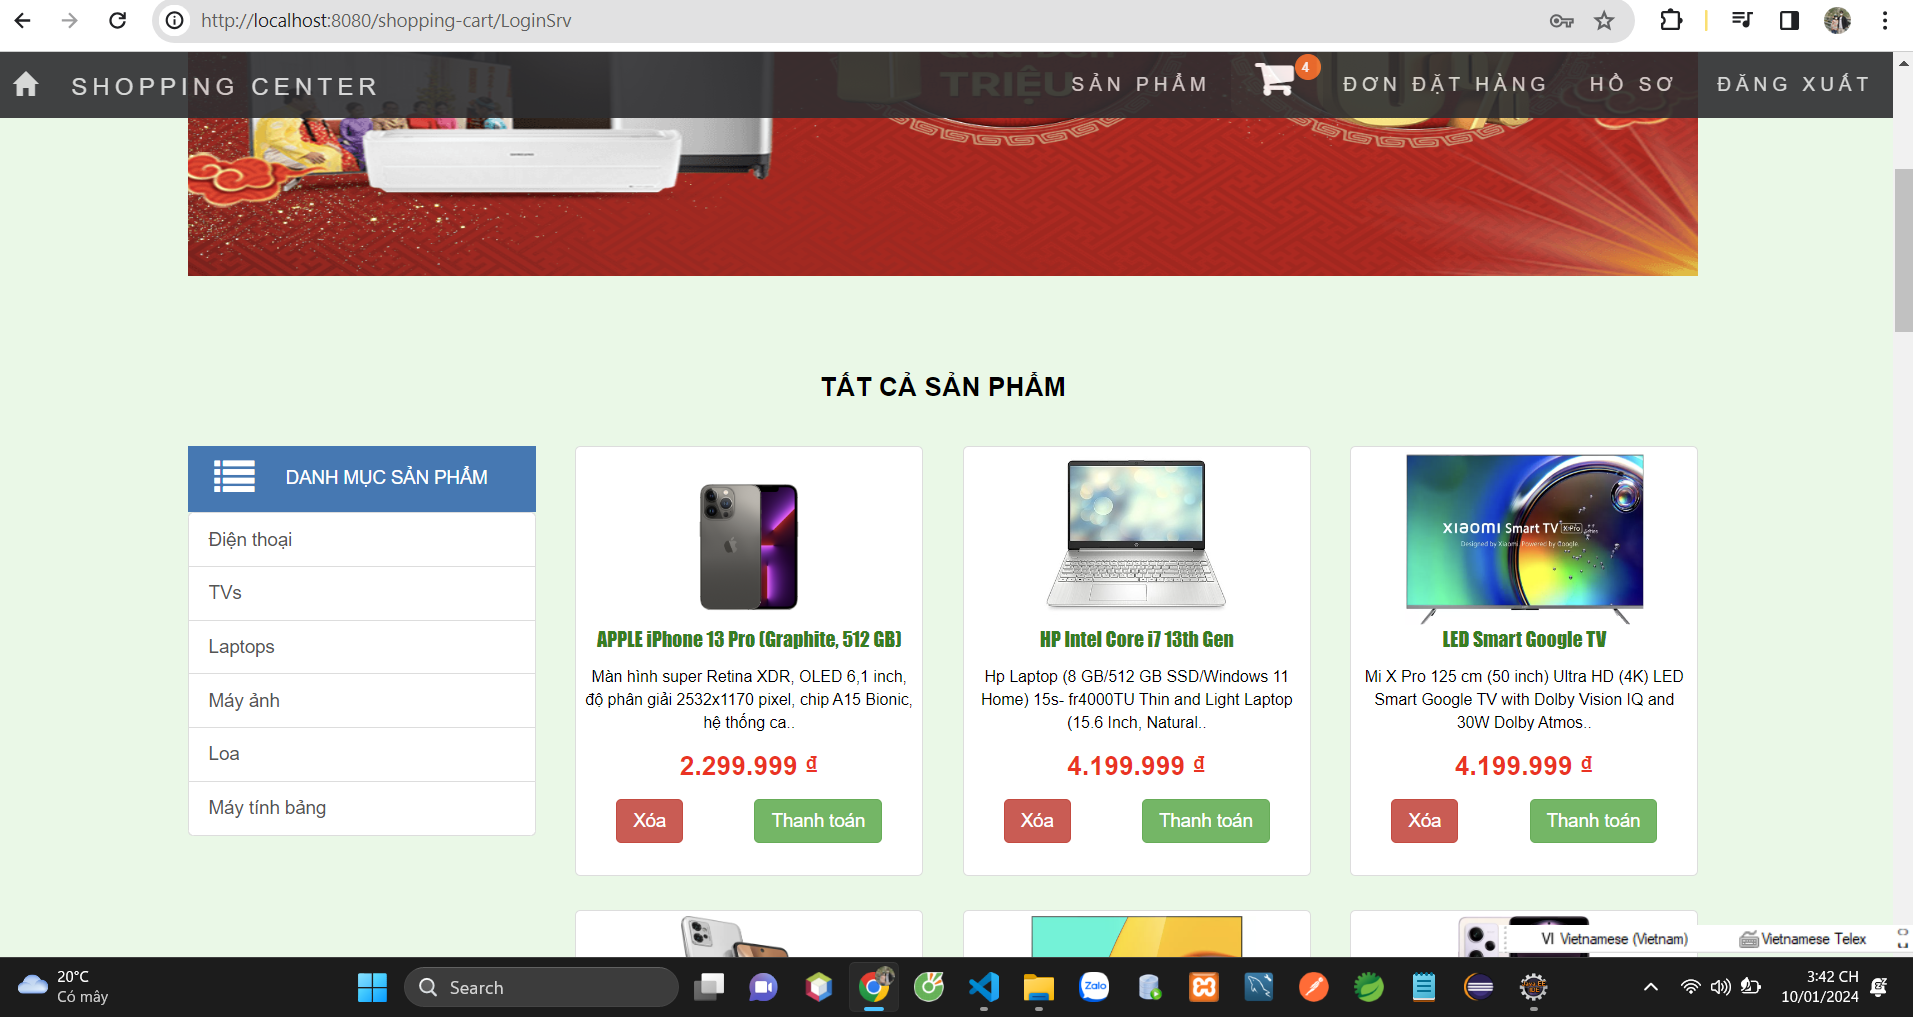 http://localhost:8080/shopping-cart/LoginSrv
SHOPPING CENTER
SẢN PHẨM
4
ĐƠN ĐẶT HÀNG
HỒ SƠ
ĐĂNG XUẤT
TRIỆU
TẤT CẢ SẢN PHẨM
DANH MỤC SẢN PHẨM
Điện thoại
TVs
Laptops
Máy ảnh
Loa
Máy tính bảng
APPLE iPhone 13 Pro (Graphite, 512 GB)
Màn hình super Retina XDR, OLED 6,1 inch,
độ phân giải 2532x1170 pixel, chip A15 Bionic,
hệ thống ca..
2.299.999 ₫
Xóa
Thanh toán
HP Intel Core i7 13th Gen
Hp Laptop (8 GB/512 GB SSD/Windows 11
Home) 15s- fr4000TU Thin and Light Laptop
(15.6 Inch, Natural..
4.199.999 ₫
Xóa
Thanh toán
XIAOMI Smart TV X Pro Series
Designed by Xiaomi. Powered by Google.
LED Smart Google TV
Mi X Pro 125 cm (50 inch) Ultra HD (4K) LED
Smart Google TV with Dolby Vision IQ and
30W Dolby Atmos..
4.199.999 ₫
Xóa
Thanh toán
VI Vietnamese (Vietnam)
Vietnamese Telex
20°C
Có mây
Search
Zalo
3:42 CH
10/01/2024